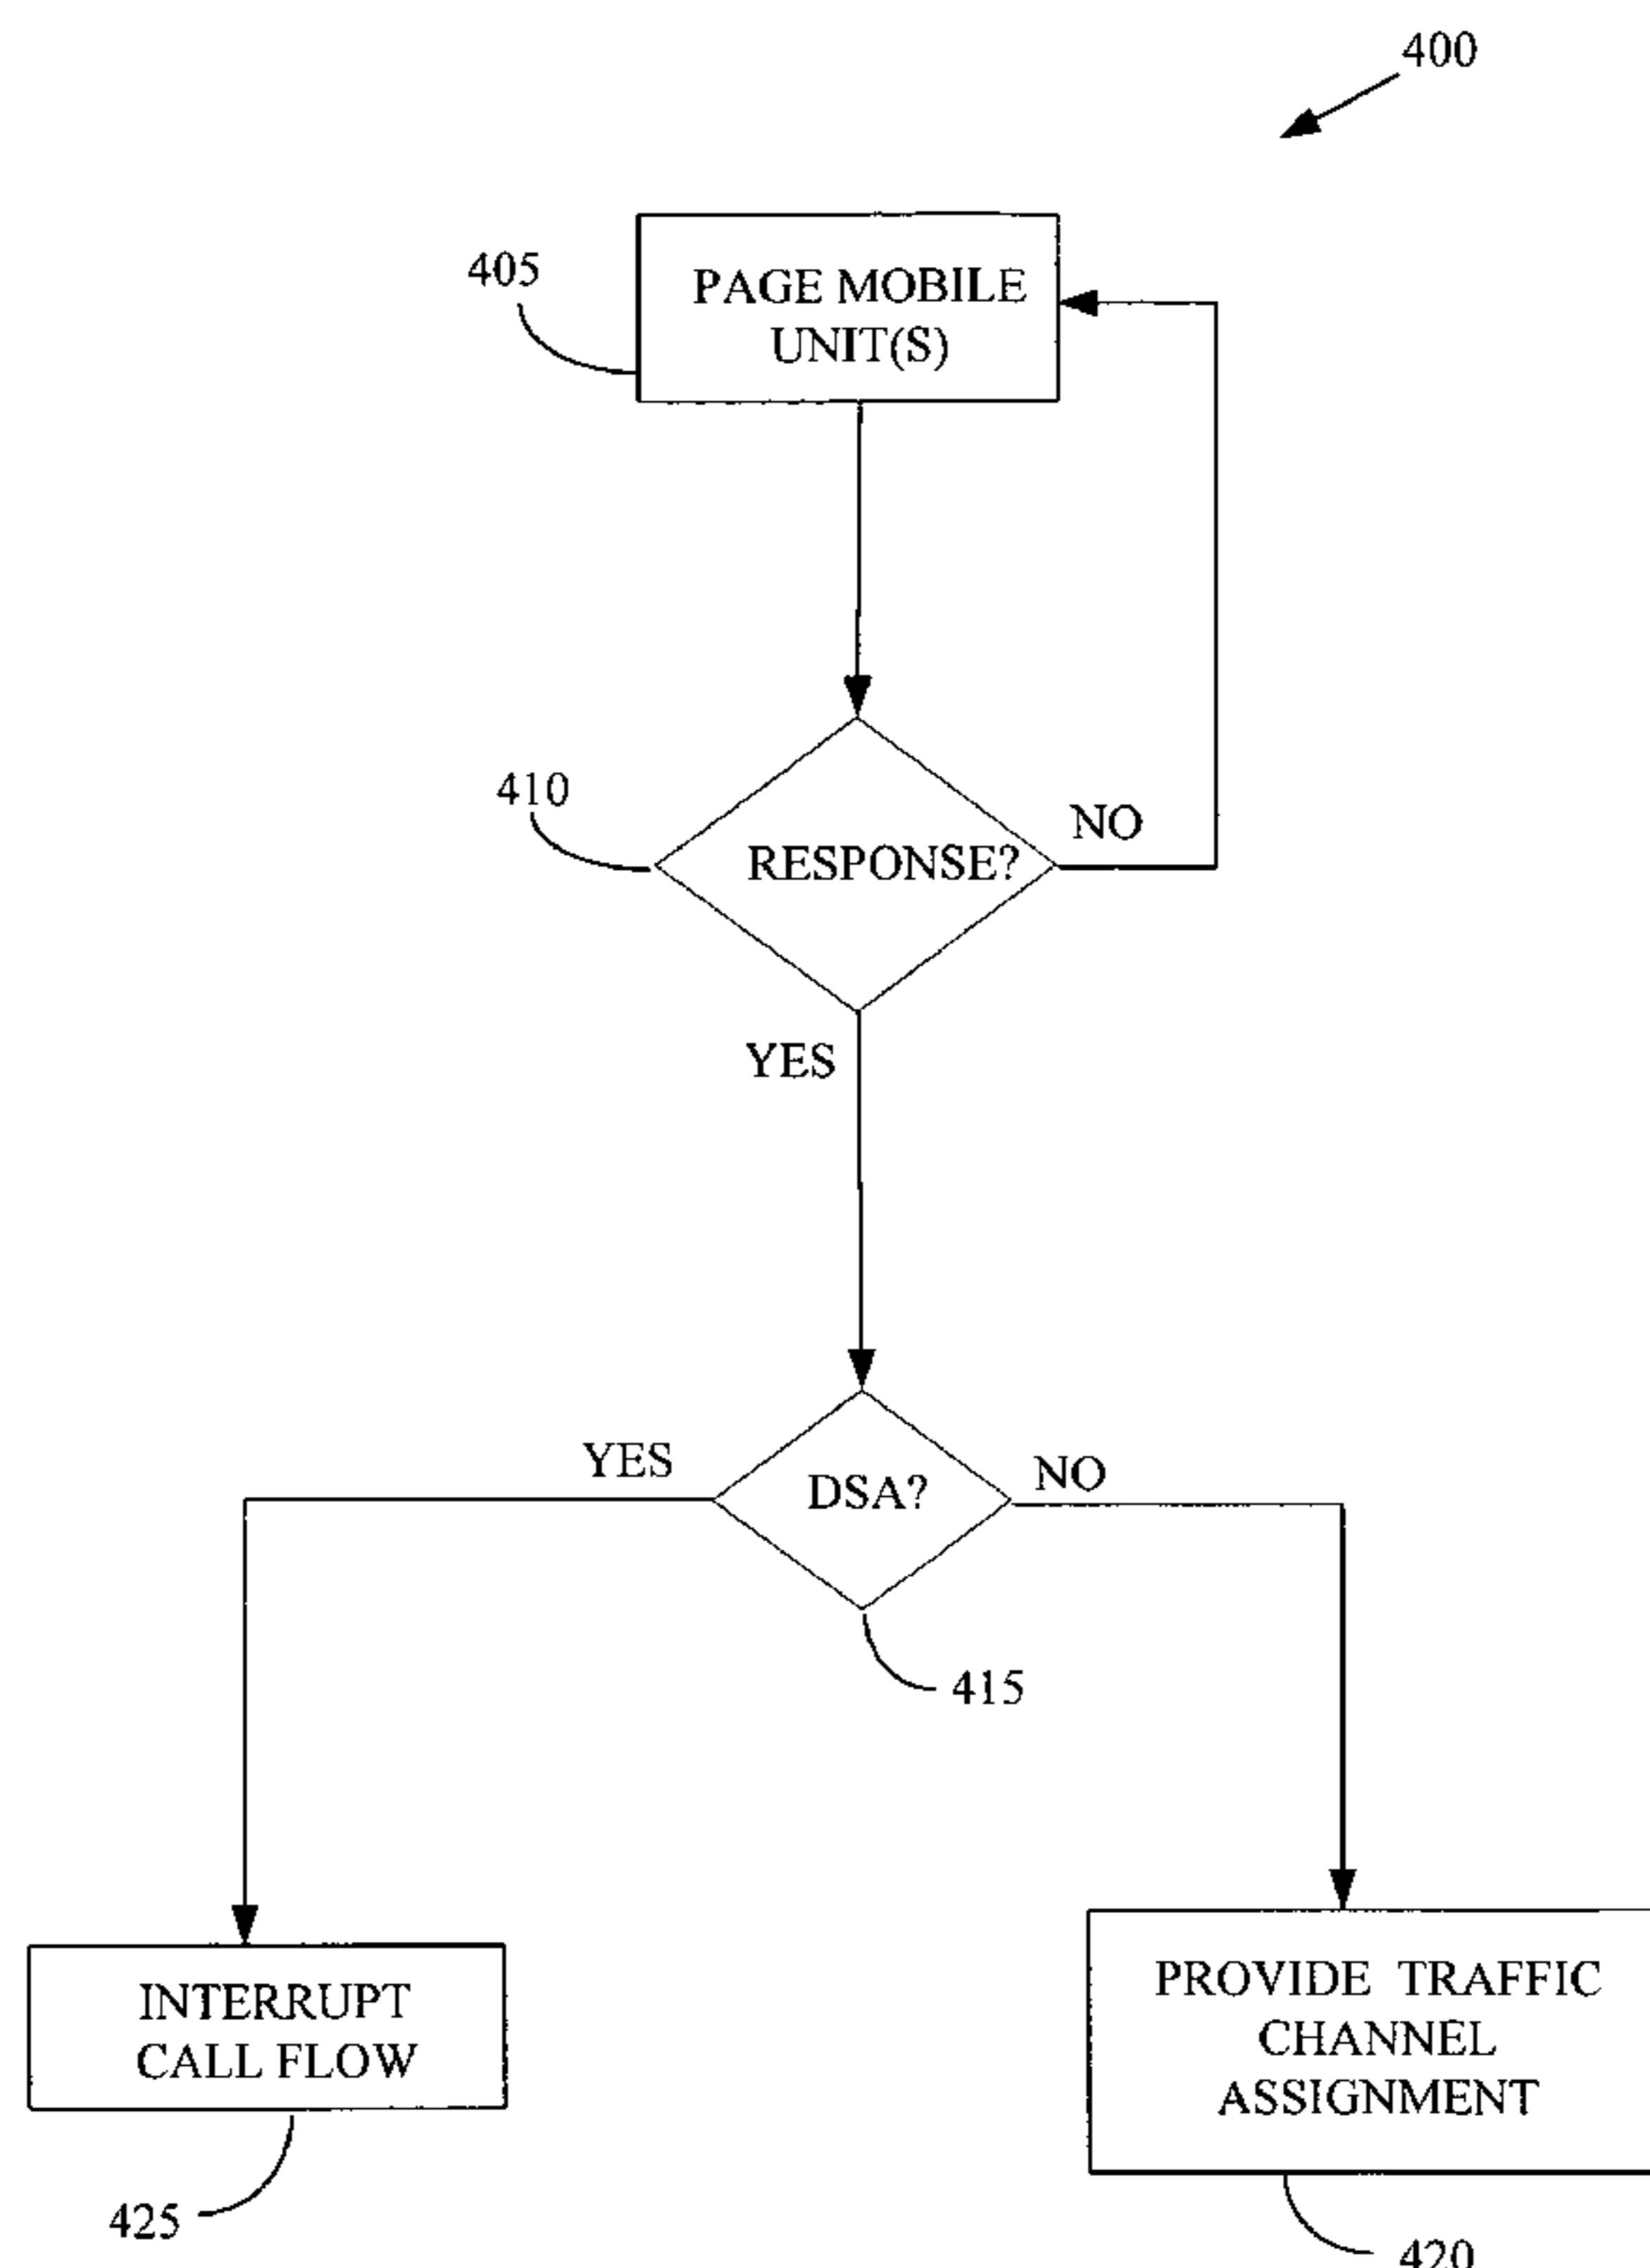 400
405
PAGE MOBILE
UNIT(S)
410
RESPONSE?
NO
YES
YES
DSA?
NO
415
INTERRUPT
CALL FLOW
PROVIDE TRAFFIC
CHANNEL
ASSIGNMENT
425
420